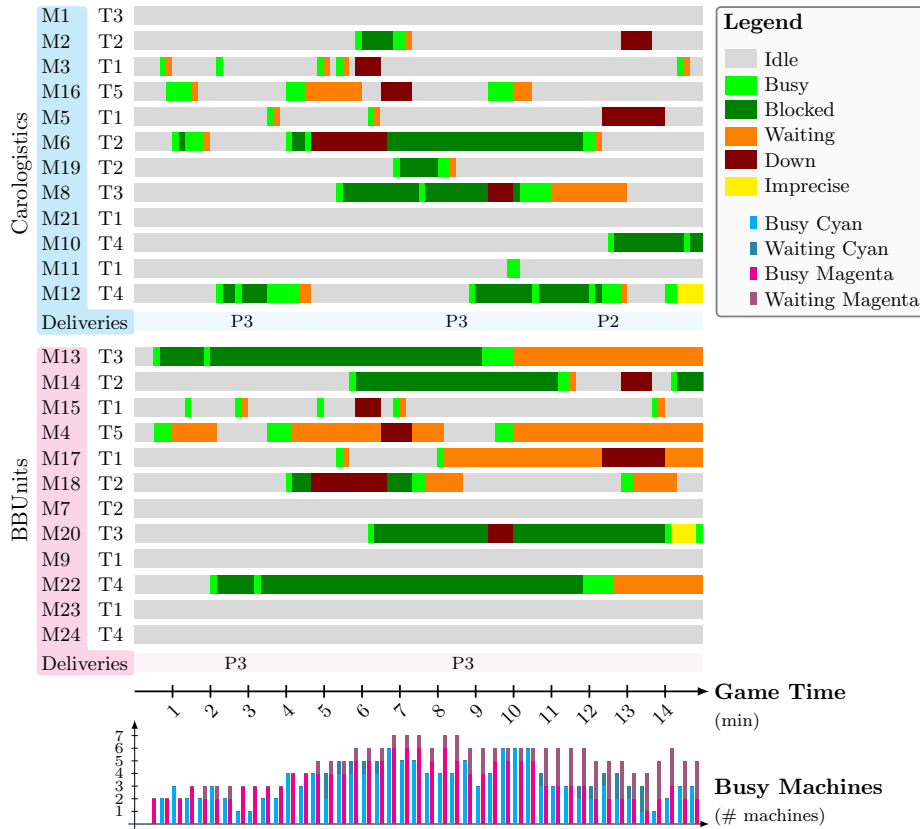 Carologistics
M1 T3
M2 T2
M3 T1
M16 T5
M5 T1
M6 T2
M19 T2
M8 T3
M21 T1
M10 T4
M11 T1
M12 T4
Deliveries P3 P3 P2
BBUnits
M13 T3
M14 T2
M15 T1
M4 T5
M17 T1
M18 T2
M7 T2
M20 T3
M9 T1
M22 T4
M23 T1
M24 T4
Deliveries P3 P3
1 2 3 4 5 6 7 8 9 10 11 12 13 14
Game Time
(min)
7
6
5
4
3
2
1
Busy Machines
(# machines)
Legend
Idle
Busy
Blocked
Waiting
Down
Imprecise
Busy Cyan
Waiting Cyan
Busy Magenta
Waiting Magenta